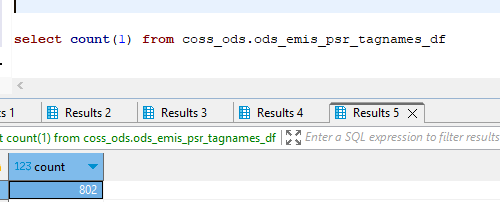 select count(1) from coss_ods.ods_emis_psr_tagnames_df
Results 2
Results 3
Results 4
Results 5
count(1) from coss_ods.ods_emis_psr_tagnames_df
Enter a SQL expression to filter results
123 count
802